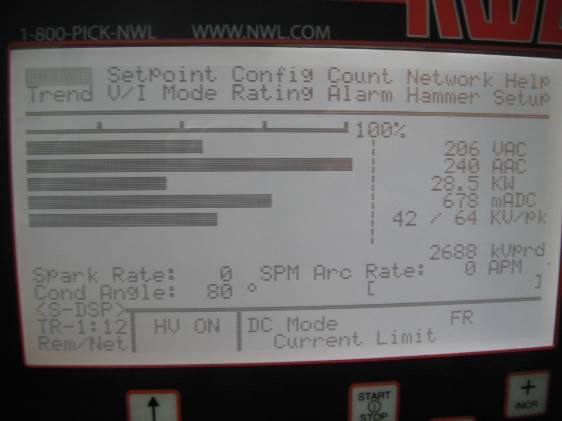 1-800-PICK-NWL WWW.NWL.COM NWL
Setpoint Config Count Network Help
Trend V/I Mode Rating Alarm Hammer Setup
100%
206 VAC
240 AAC
28.5 KW
678 mADC
42 / 64 KV/pk
2688 kVprd
Spark Rate: 0 SPM Arc Rate: 0 APM
Cond Angle: 80 ° [ ]
<S-DSP>
TR-1:12 HV ON DC Mode FR
Rem/Net Current Limit
START
STOP
+
INCR